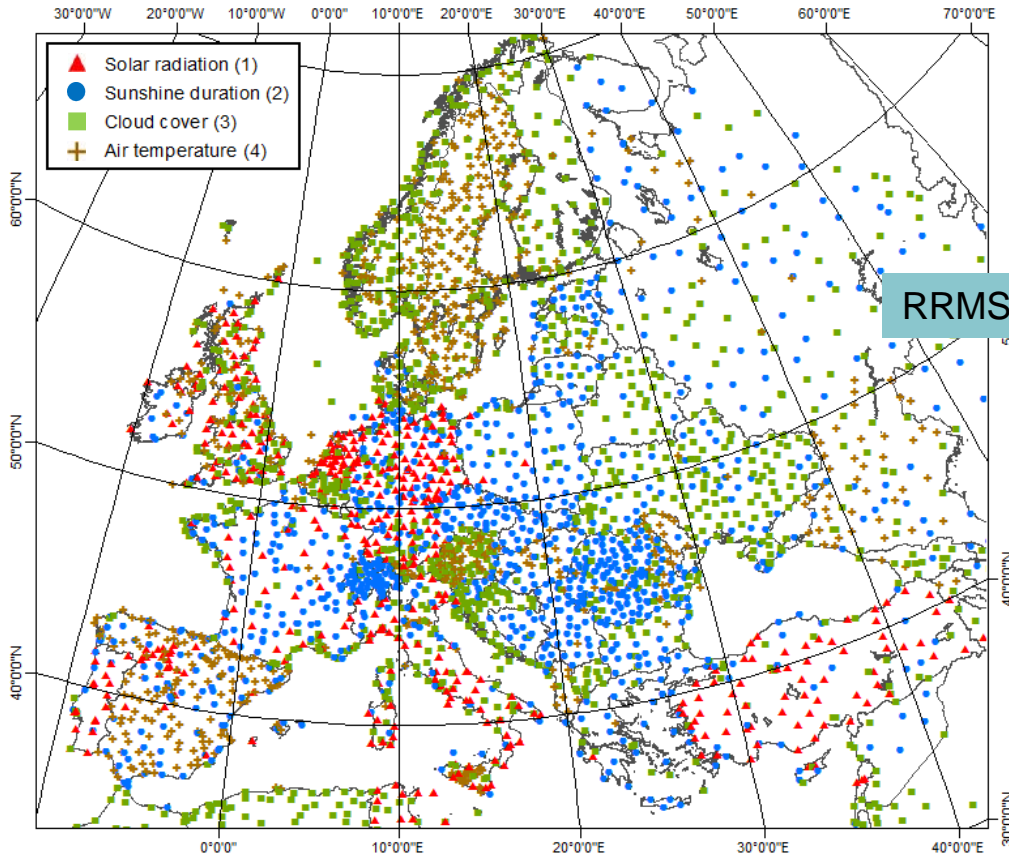 30°0'0"W 20°0'0"W 10°0'0"W 0°0'0" 10°0'0"E 20°0'0"E 30°0'0"E 40°0'0"E 50°0'0"E 60°0'0"E 70°0'0"E
Solar radiation (1)
Sunshine duration (2)
Cloud cover (3)
Air temperature (4)
60°0'0"N
50°0'0"N
40°0'0"N
RRMS
40°0'0"N
30°0'0"N
0°0'0" 10°0'0"E 20°0'0"E 30°0'0"E 40°0'0"E